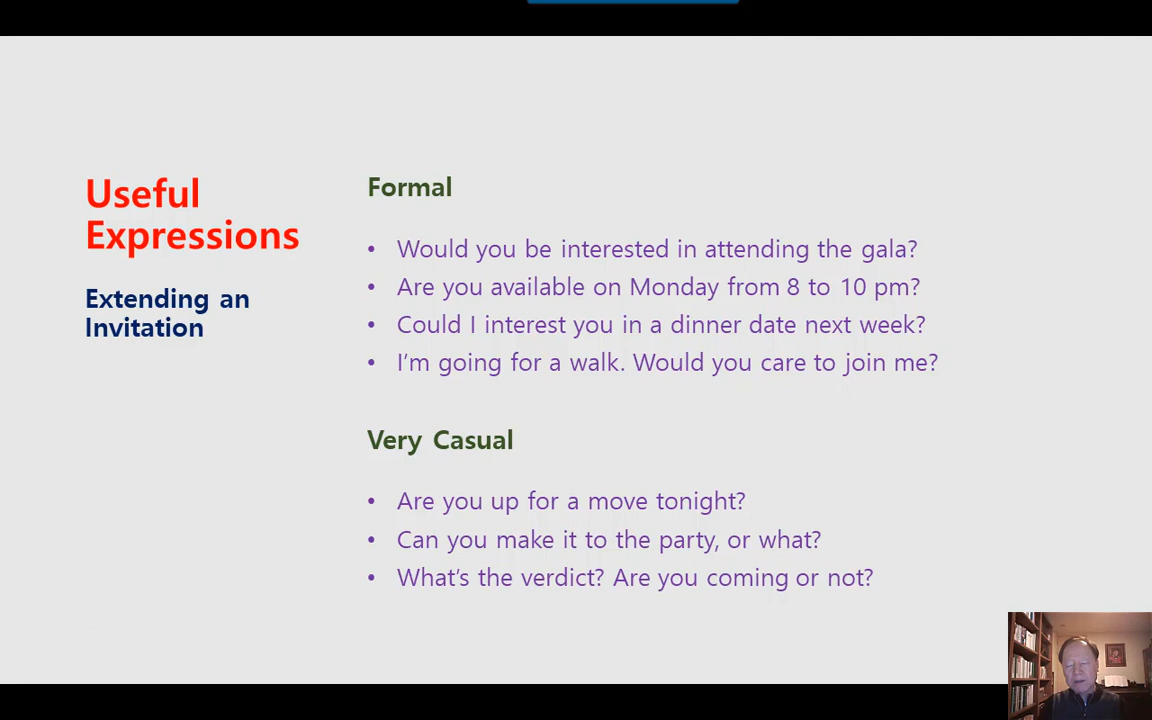 Useful
Expressions
Extending an
Invitation
Formal
• Would you be interested in attending the gala?
• Are you available on Monday from 8 to 10 pm?
• Could I interest you in a dinner date next week?
• I’m going for a walk. Would you care to join me?
Very Casual
• Are you up for a move tonight?
• Can you make it to the party, or what?
• What’s the verdict? Are you coming or not?